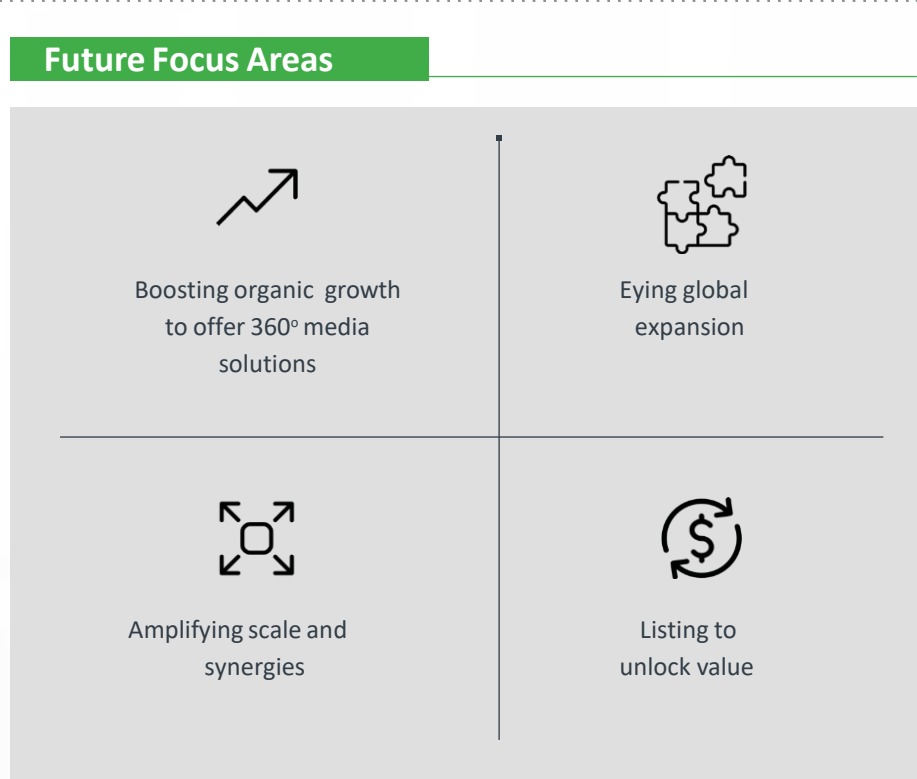 Future Focus Areas
Boosting organic growth
to offer 360° media
solutions
Eying global
expansion
Amplifying scale and
synergies
Listing to
unlock value